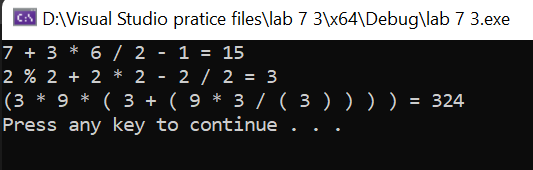 D:\Visual Studio pratice files\lab 7 3\x64\Debug\lab 7 3.exe
7 + 3 * 6 / 2 - 1 = 15
2 % 2 + 2 * 2 - 2 / 2 = 3
(3 * 9 * ( 3 + ( 9 * 3 / ( 3 ) ) ) ) = 324
Press any key to continue . . .